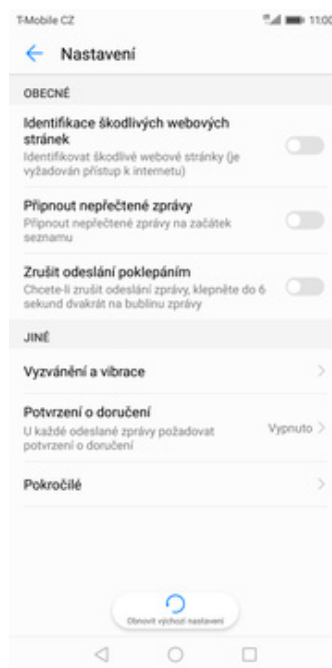 T-Mobile CZ 11:00
Nastavení
OBECNÉ
Identifikace škodlivých webových
stránek
Identifikovat škodlivé webové stránky (je
vyžadován přístup k internetu)
Připnout nepřečtené zprávy
Připnout nepřečtené zprávy na začátek
seznamu
Zrušit odeslání poklepáním
Chcete-li zrušit odeslání zprávy, klepněte do 6
sekund dvakrát na bublinu zprávy
JINÉ
Vyzvánění a vibrace
Potvrzení o doručení
U každé odeslané zprávy požadovat
potvrzení o doručení
Vypnuto
Pokročilé
Obnovit výchozí nastavení